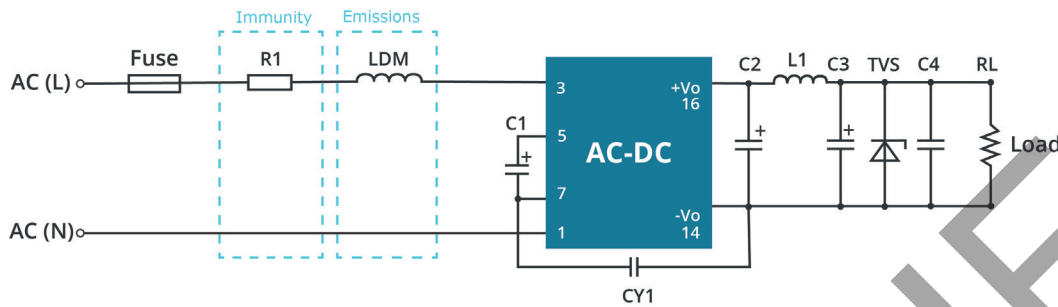 Immunity
Emissions
Fuse
R1
LDM
AC (L)
C1
3
5
7
1
AC-DC
+Vo
16
-Vo
14
C2
L1
C3
TVS
C4
RL
Load
AC (N)
CY1